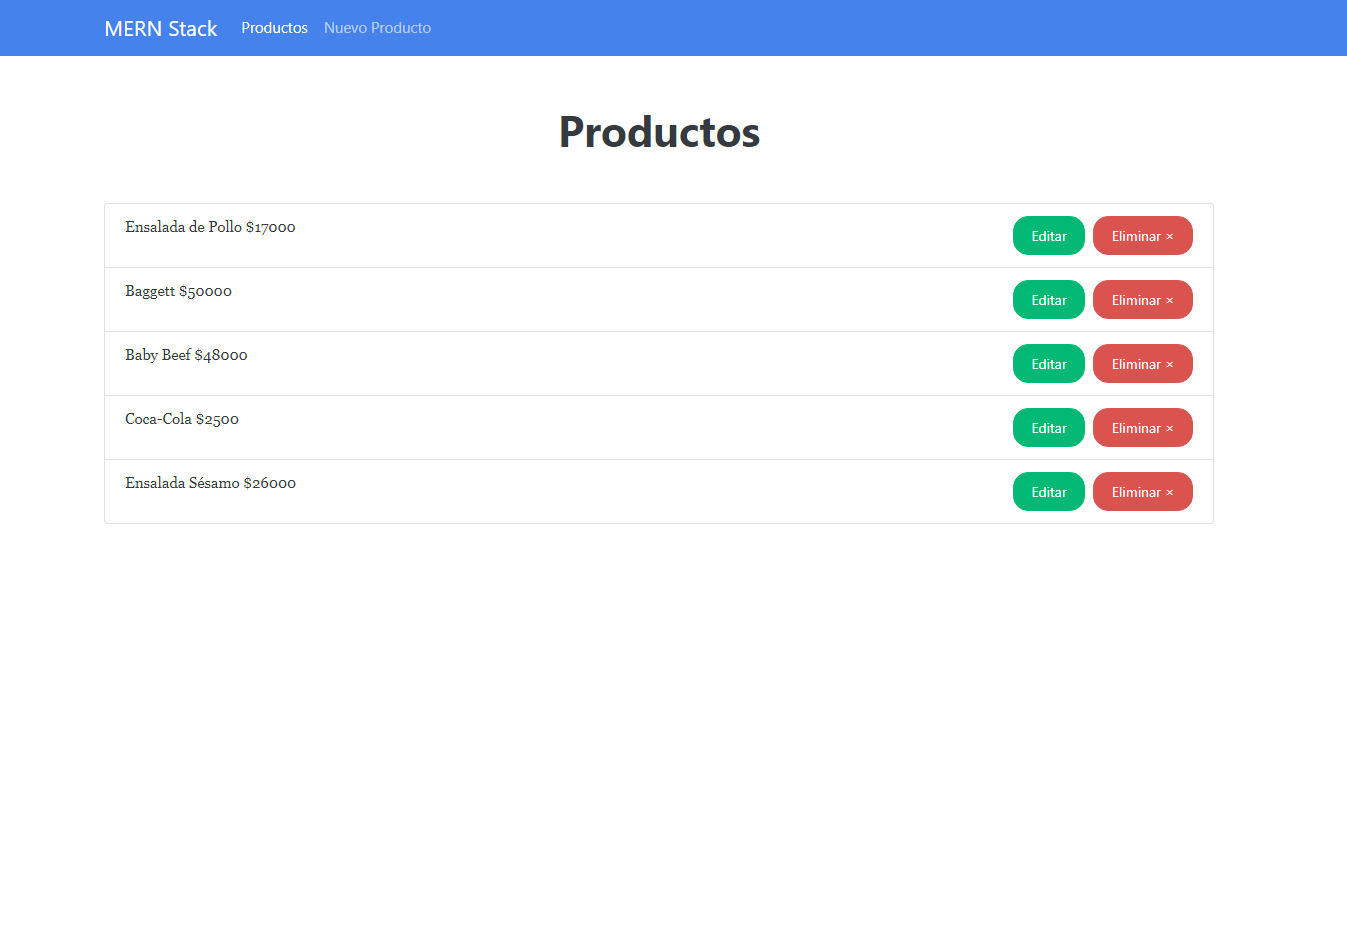 MERN Stack Productos Nuevo Producto
Productos
Ensalada de Pollo $17000 Editar Eliminar ×
Baggett $50000 Editar Eliminar ×
Baby Beef $48000 Editar Eliminar ×
Coca-Cola $2500 Editar Eliminar ×
Ensalada Sésamo $26000 Editar Eliminar ×